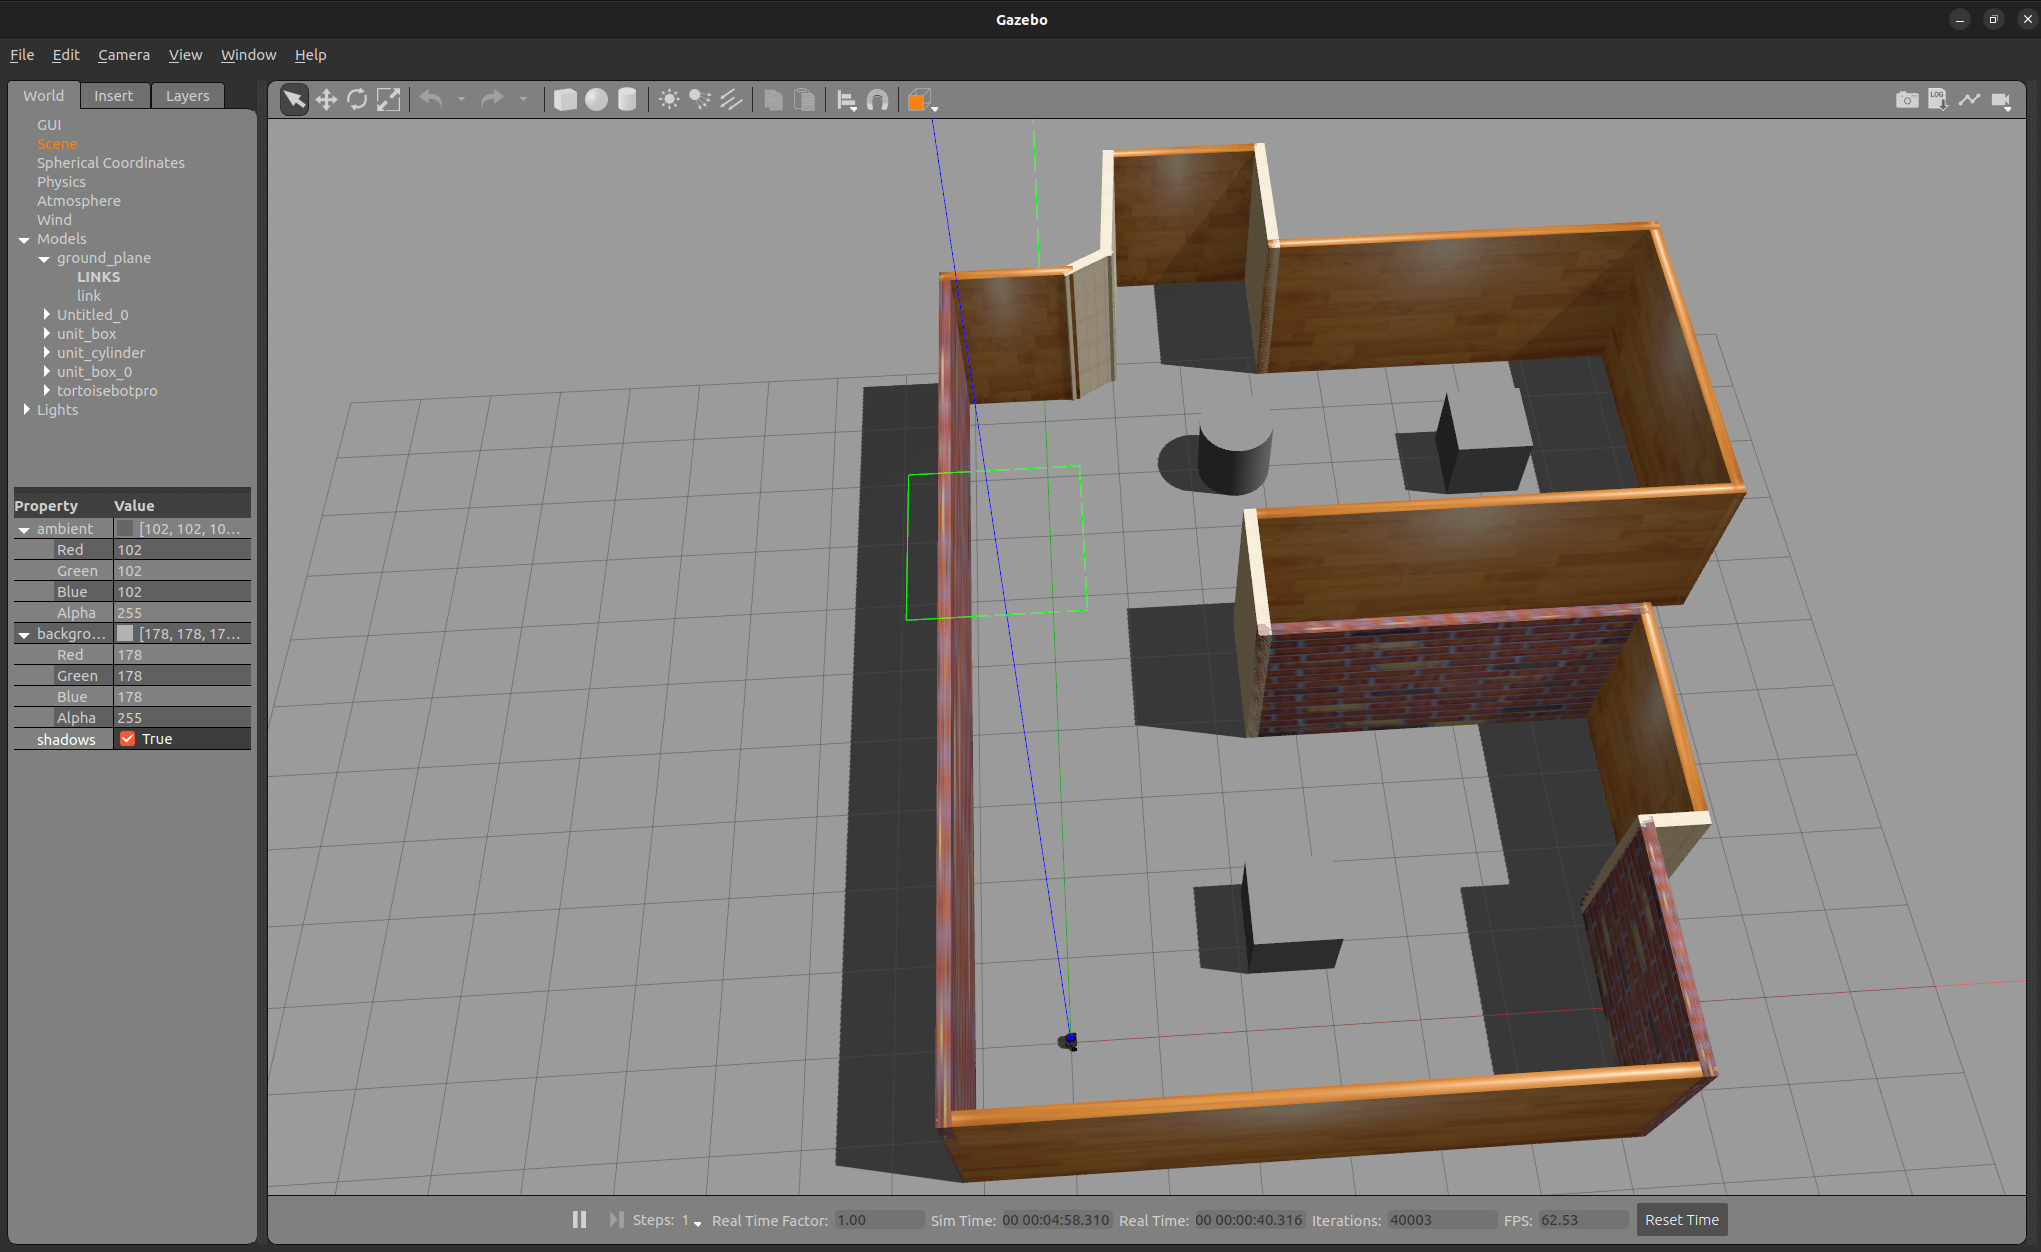 Gazebo
File Edit Camera View Window Help
World Insert Layers
GUI
Scene
Spherical Coordinates
Physics
Atmosphere
Wind
Models
ground_plane
LINKS
link
Untitled_0
unit_box
unit_cylinder
unit_box_0
tortoisebotpro
Lights
Property Value
ambient [102, 102, 10...
Red 102
Green 102
Blue 102
Alpha 255
backgro... [178, 178, 17...
Red 178
Green 178
Blue 178
Alpha 255
shadows True
LOG
Steps: 1 Real Time Factor: 1.00 Sim Time: 00 00:04:58.310 Real Time: 00 00:00:40.316 Iterations: 40003 FPS: 62.53 Reset Time